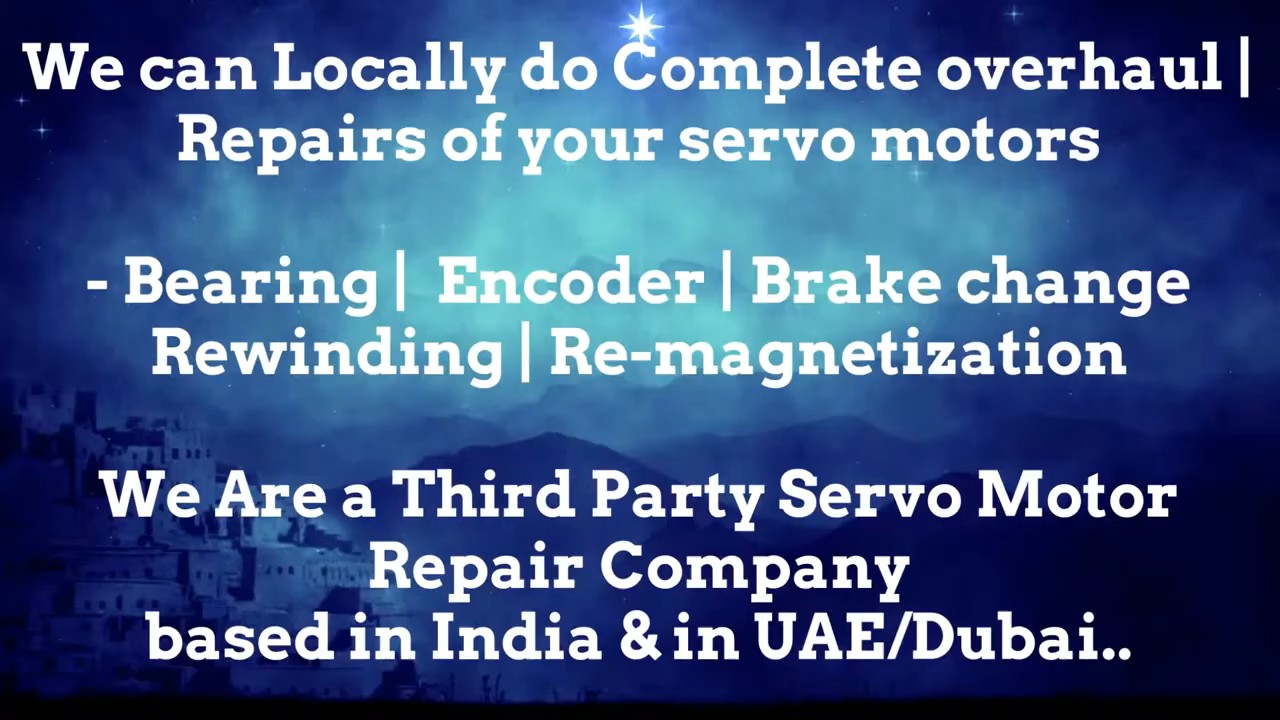 We can Locally do Complete overhaul |
Repairs of your servo motors
- Bearing | Encoder | Brake change
Rewinding | Re-magnetization
We Are a Third Party Servo Motor
Repair Company
based in India & in UAE/Dubai..